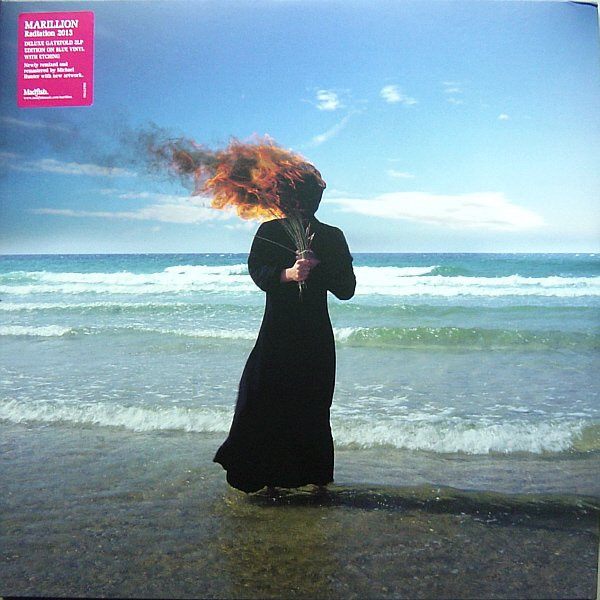 MARILLION
Radiation 2013
DELUXE GATEFOLD 2LP
EDITION ON BLUE VINYL
WITH ETCHING
Newly remixed and
remastered by Michael
Hunter with new artwork.
Madfish.